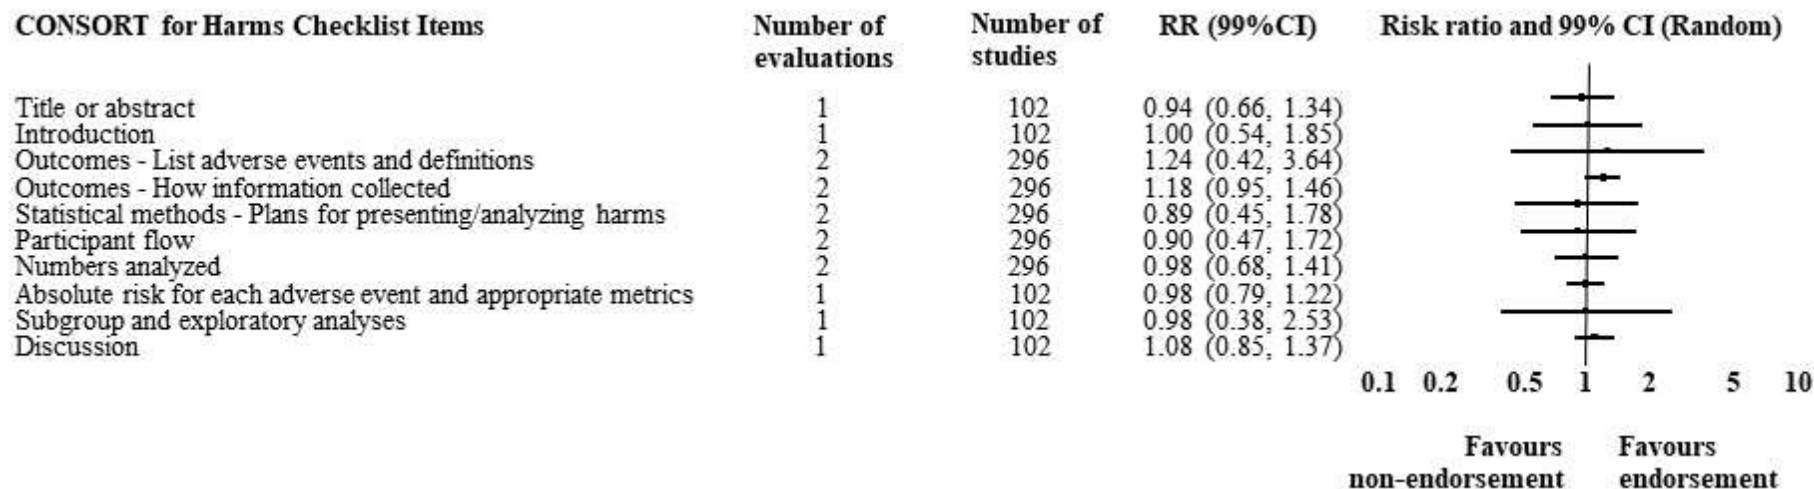 CONSORT for Harms Checklist Items Number of evaluations Number of studies RR (99%CI) Risk ratio and 99% CI (Random)
Title or abstract 1 102 0.94 (0.66, 1.34)
Introduction 1 102 1.00 (0.54, 1.85)
Outcomes - List adverse events and definitions 2 296 1.24 (0.42, 3.64)
Outcomes - How information collected 2 296 1.18 (0.95, 1.46)
Statistical methods - Plans for presenting/analyzing harms 2 296 0.89 (0.45, 1.78)
Participant flow 2 296 0.90 (0.47, 1.72)
Numbers analyzed 2 296 0.98 (0.68, 1.41)
Absolute risk for each adverse event and appropriate metrics 1 102 0.98 (0.79, 1.22)
Subgroup and exploratory analyses 1 102 0.98 (0.38, 2.53)
Discussion 1 102 1.08 (0.85, 1.37)
0.1 0.2 0.5 1 2 5 10
Favours non-endorsement Favours endorsement